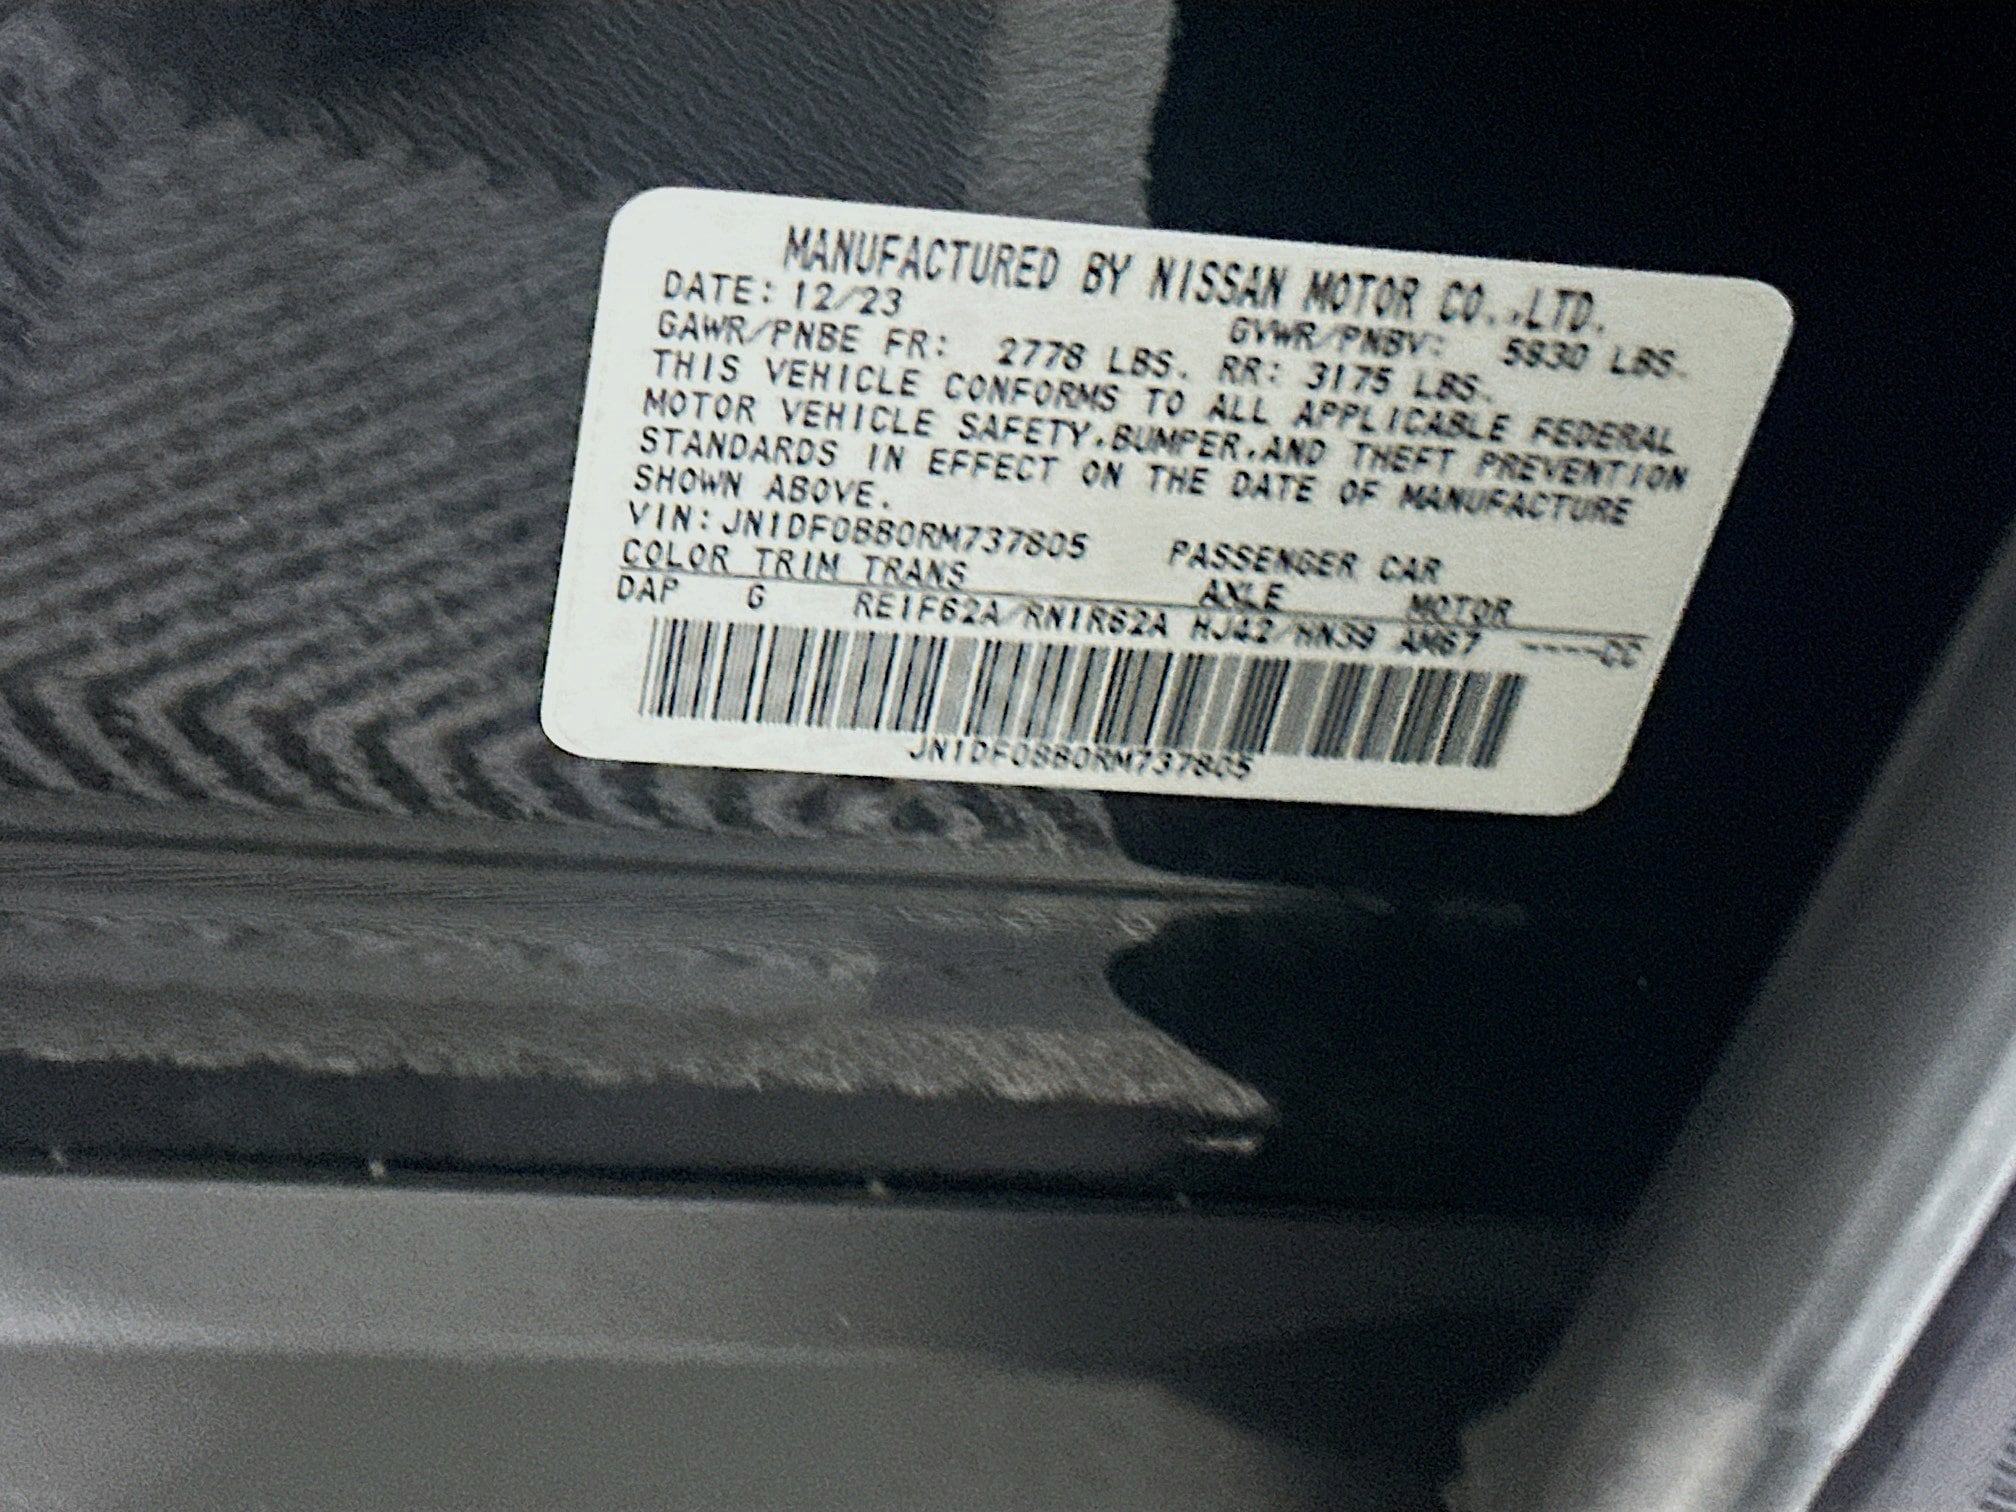 MANUFACTURED BY NISSAN MOTOR CO.,LTD.
DATE: 12/23 GVWR/PNBV: LBS.
GAWR/PNBE FR: 2778 LBS. RR: 3175 LBS.
THIS VEHICLE CONFORMS TO ALL APPLICABLE FEDERAL
MOTOR VEHICLE SAFETY,BUMPER,AND THEFT PREVENTION
STANDARDS IN EFFECT ON THE DATE OF MANUFACTURE
SHOWN ABOVE.
VIN: JN1DF0BB0RM737805 PASSENGER CAR
COLOR TRIM TRANS AXLE MOTOR
DAP G RE1F62A/RN1R62A HJ42/HN39 AM67 ----CC
JN1DF0BB0RM737805